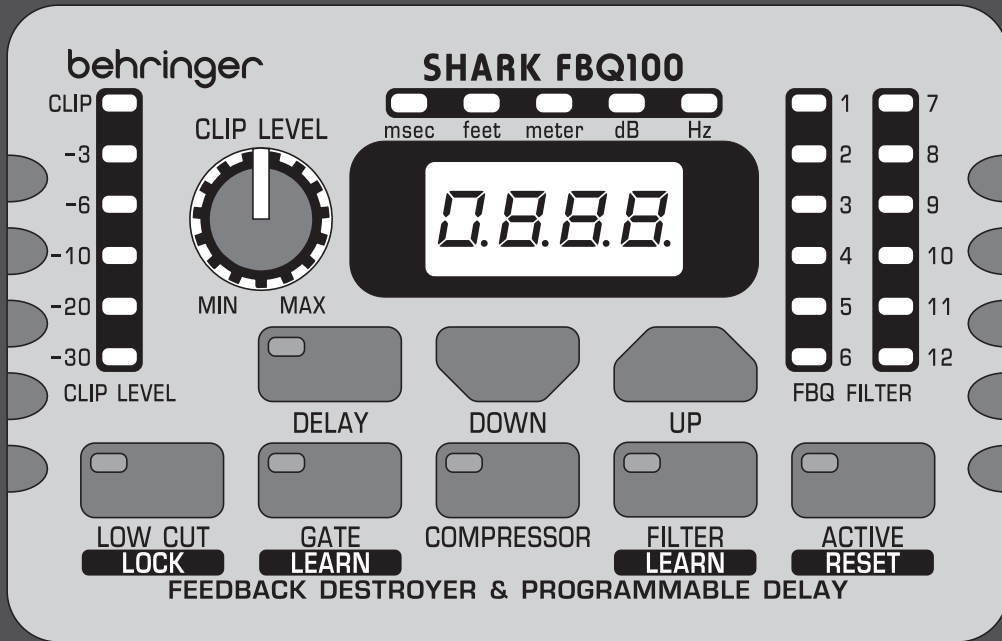 behringer
SHARK FBQ100
CLIP
-3
-6
-10
-20
-30
CLIP LEVEL
CLIP LEVEL
MIN MAX
msec feet meter dB Hz
0.8.8.8.
1
2
3
4
5
6
7
8
9
10
11
12
FBQ FILTER
DELAY
DOWN
UP
LOW CUT
LOCK
GATE
LEARN
COMPRESSOR
FILTER
LEARN
ACTIVE
RESET
FEEDBACK DESTROYER & PROGRAMMABLE DELAY